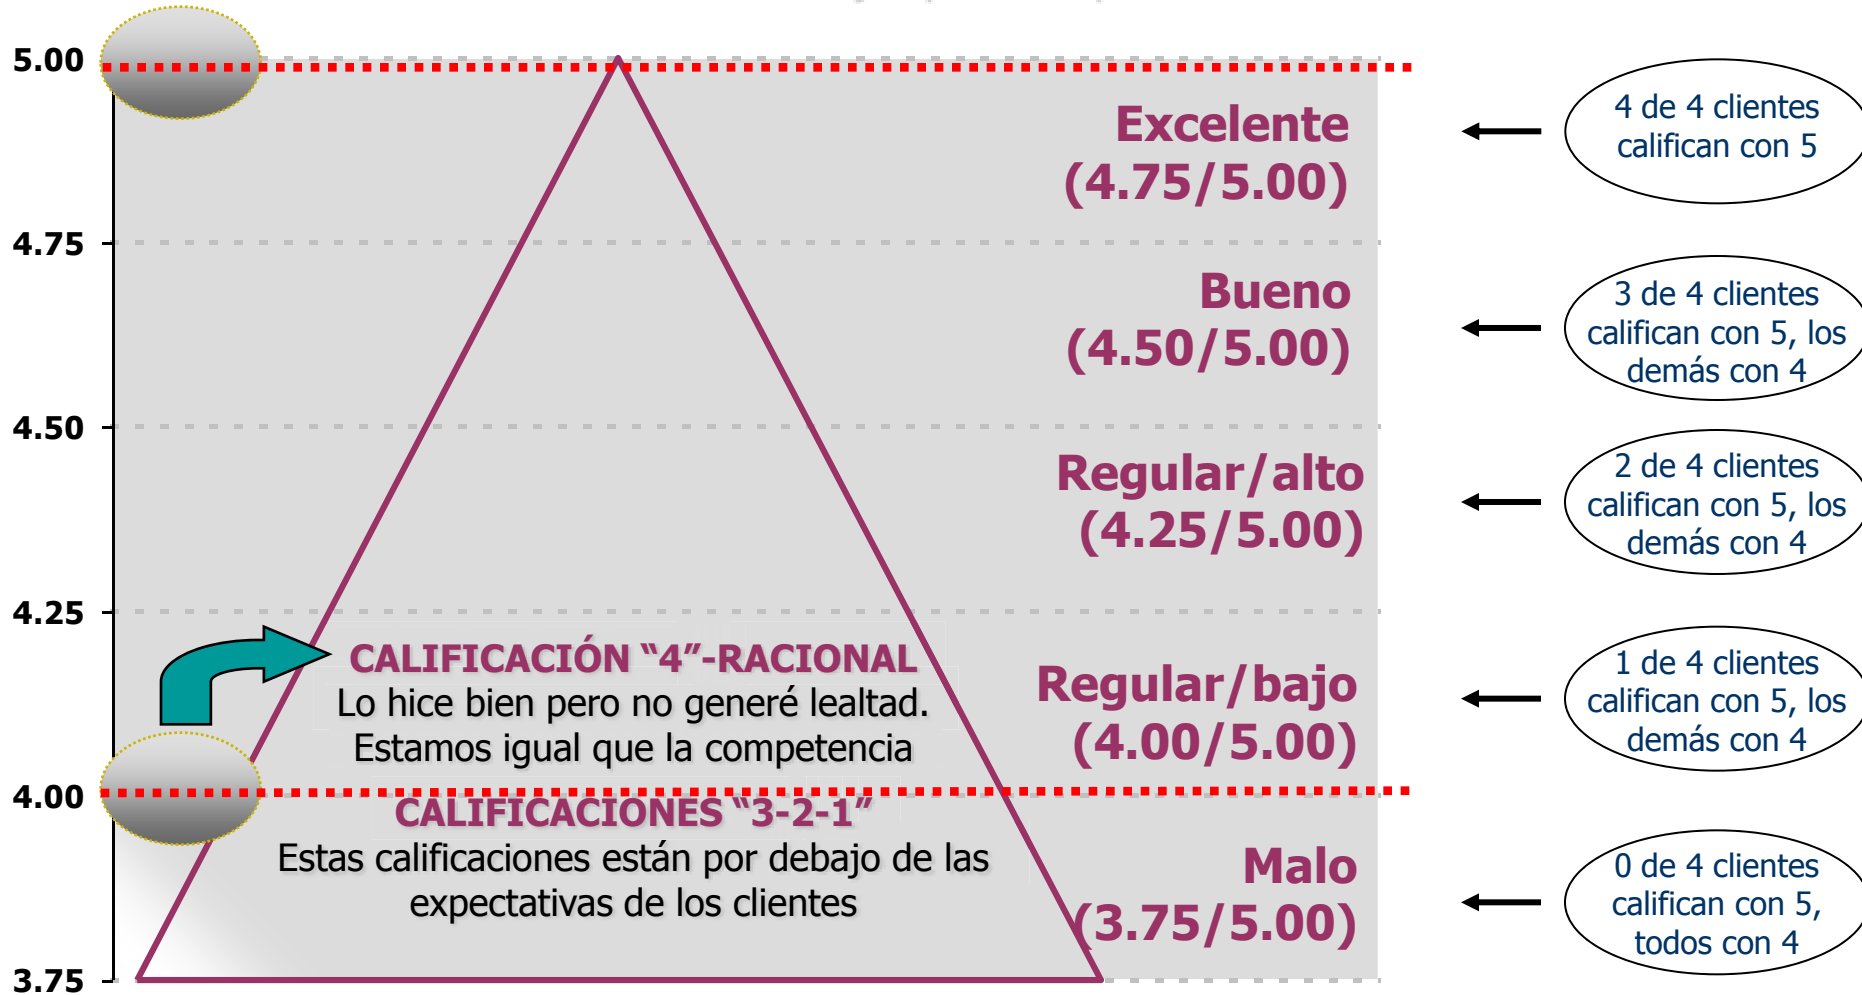 5.00
Excelente
(4.75/5.00)
4 de 4 clientes
califican con 5
4.75
Bueno
(4.50/5.00)
3 de 4 clientes
califican con 5, los
demás con 4
4.50
Regular/alto
(4.25/5.00)
2 de 4 clientes
califican con 5, los
demás con 4
4.25
CALIFICACIÓN “4”-RACIONAL
Lo hice bien pero no generé lealtad.
Estamos igual que la competencia
Regular/bajo
(4.00/5.00)
1 de 4 clientes
califican con 5, los
demás con 4
4.00
CALIFICACIONES “3-2-1”
Estas calificaciones están por debajo de las
expectativas de los clientes
Malo
(3.75/5.00)
0 de 4 clientes
califican con 5,
todos con 4
3.75